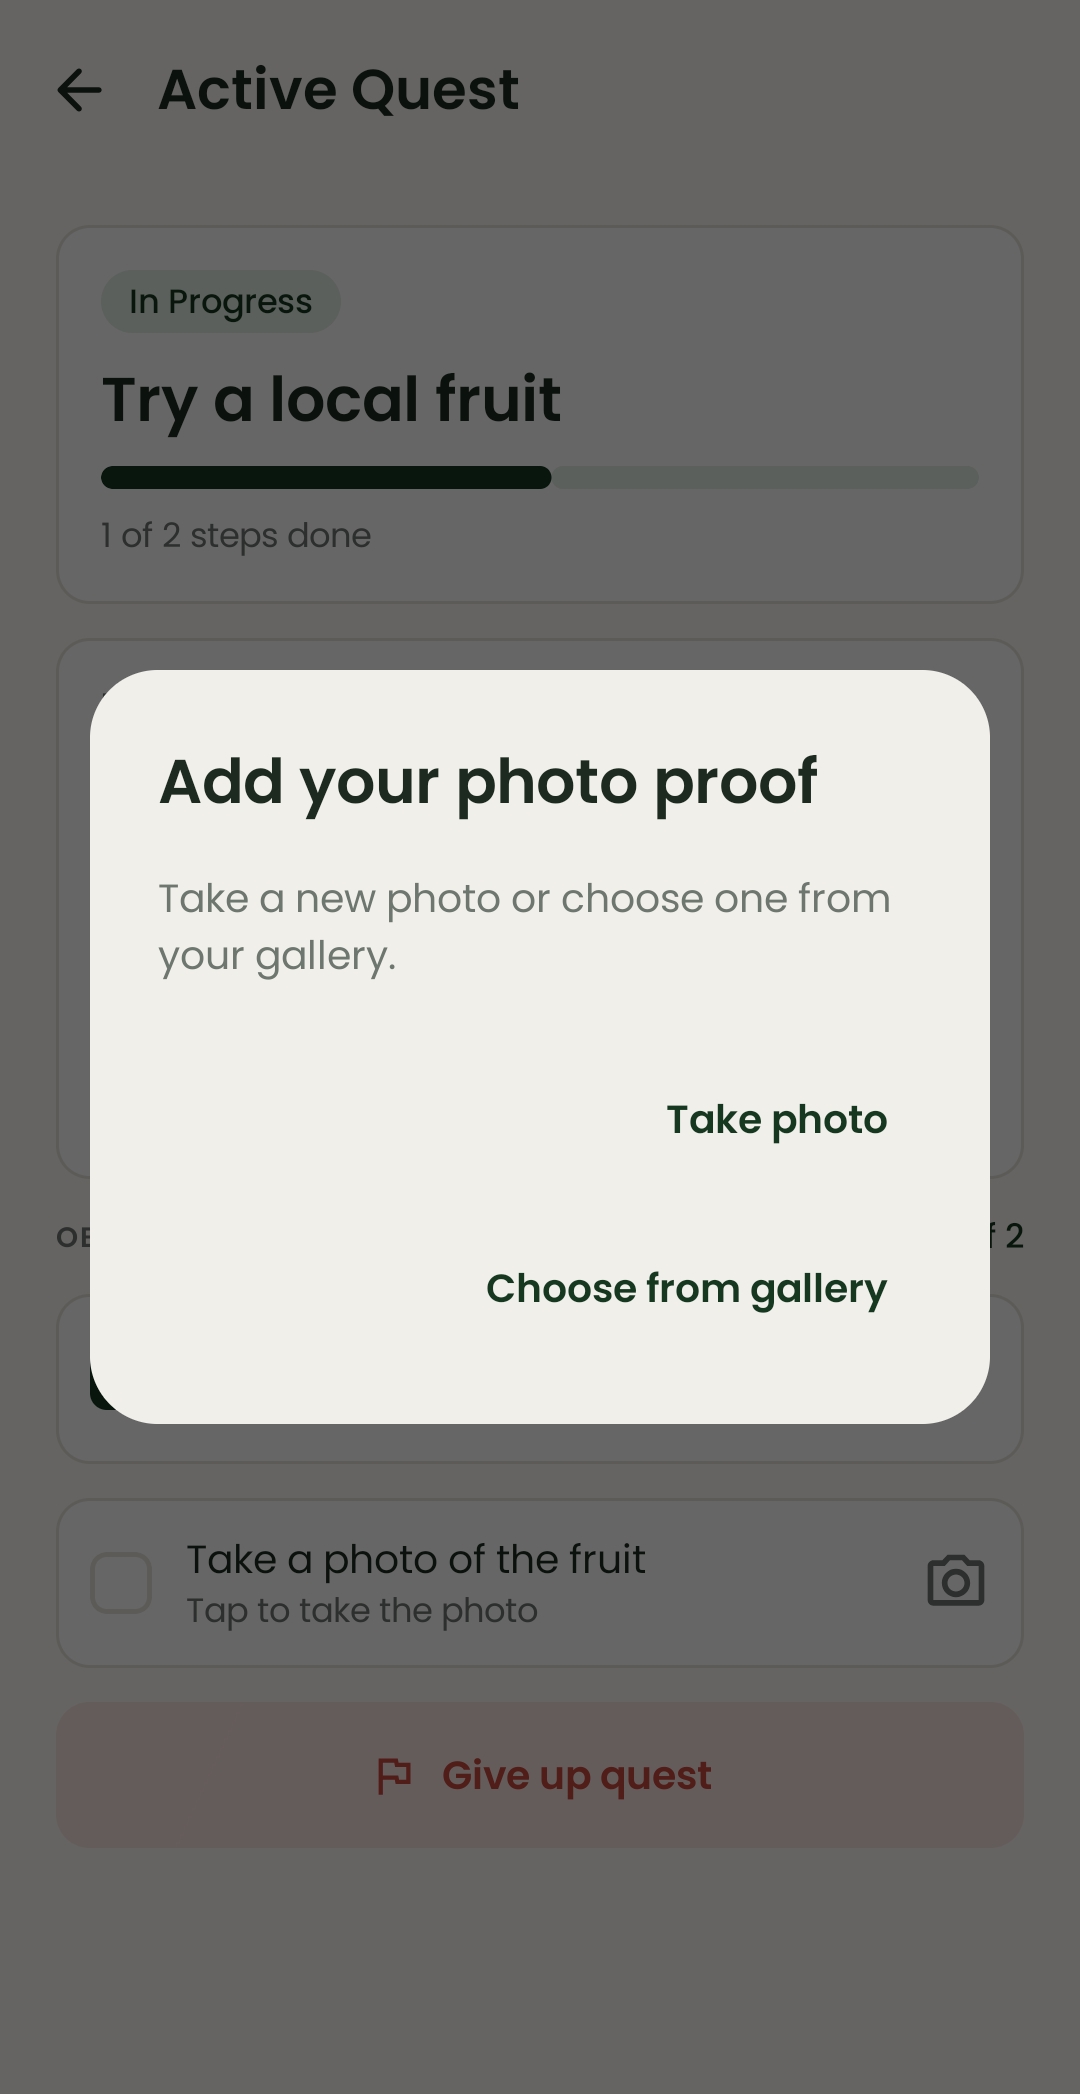 Active Quest
In Progress
Try a local fruit
1 of 2 steps done
Add your photo proof
Take a new photo or choose one from
your gallery.
Take photo
Choose from gallery
2
Take a photo of the fruit
Tap to take the photo
Give up quest